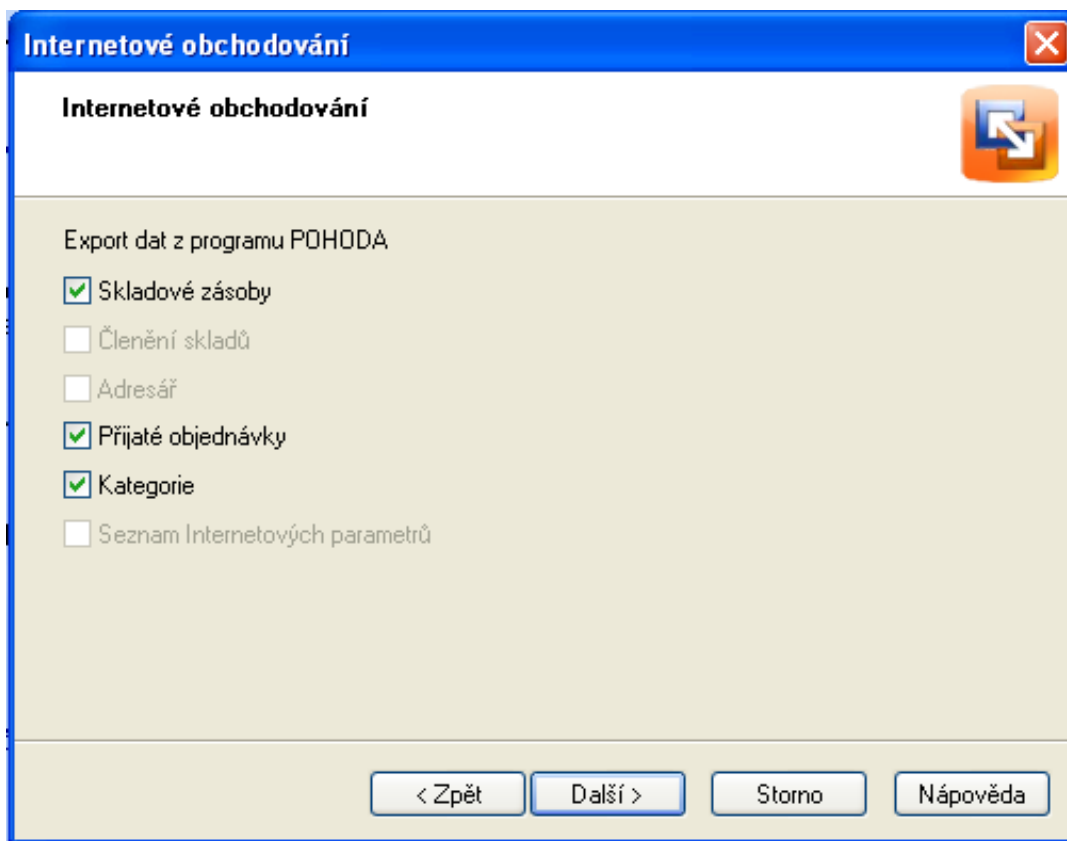 Internetové obchodování
Internetové obchodování
Export dat z programu POHODA
Skladové zásoby
Členění skladů
Adresář
Přijaté objednávky
Kategorie
Seznam Internetových parametrů
< Zpět Další > Storno Nápověda